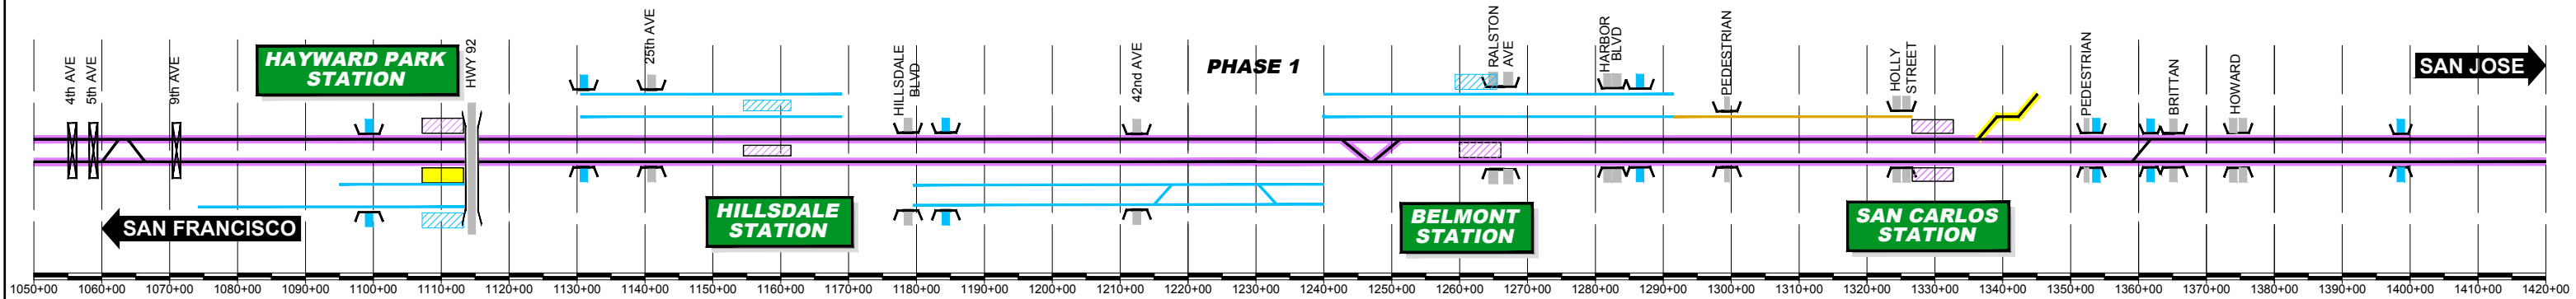 4th AVE
5th AVE
9th AVE
HAYWARD PARK
STATION
HWY 92
25th AVE
HILLSDALE
BLVD
42nd AVE
PHASE 1
RALSTON
AVE
HARBOR
BLVD
PEDESTRIAN
HOLLY
STREET
PEDESTRIAN
BRITTAN
HOWARD
SAN JOSE
SAN FRANCISCO
HILLSDALE
STATION
BELMONT
STATION
SAN CARLOS
STATION
1050+00 1060+00 1070+00 1080+00 1090+00 1100+00 1110+00 1120+00 1130+00 1140+00 1150+00 1160+00 1170+00 1180+00 1190+00 1200+00 1210+00 1220+00 1230+00 1240+00 1250+00 1260+00 1270+00 1280+00 1290+00 1300+00 1310+00 1320+00 1330+00 1340+00 1350+00 1360+00 1370+00 1380+00 1390+00 1400+00 1410+00 1420+00